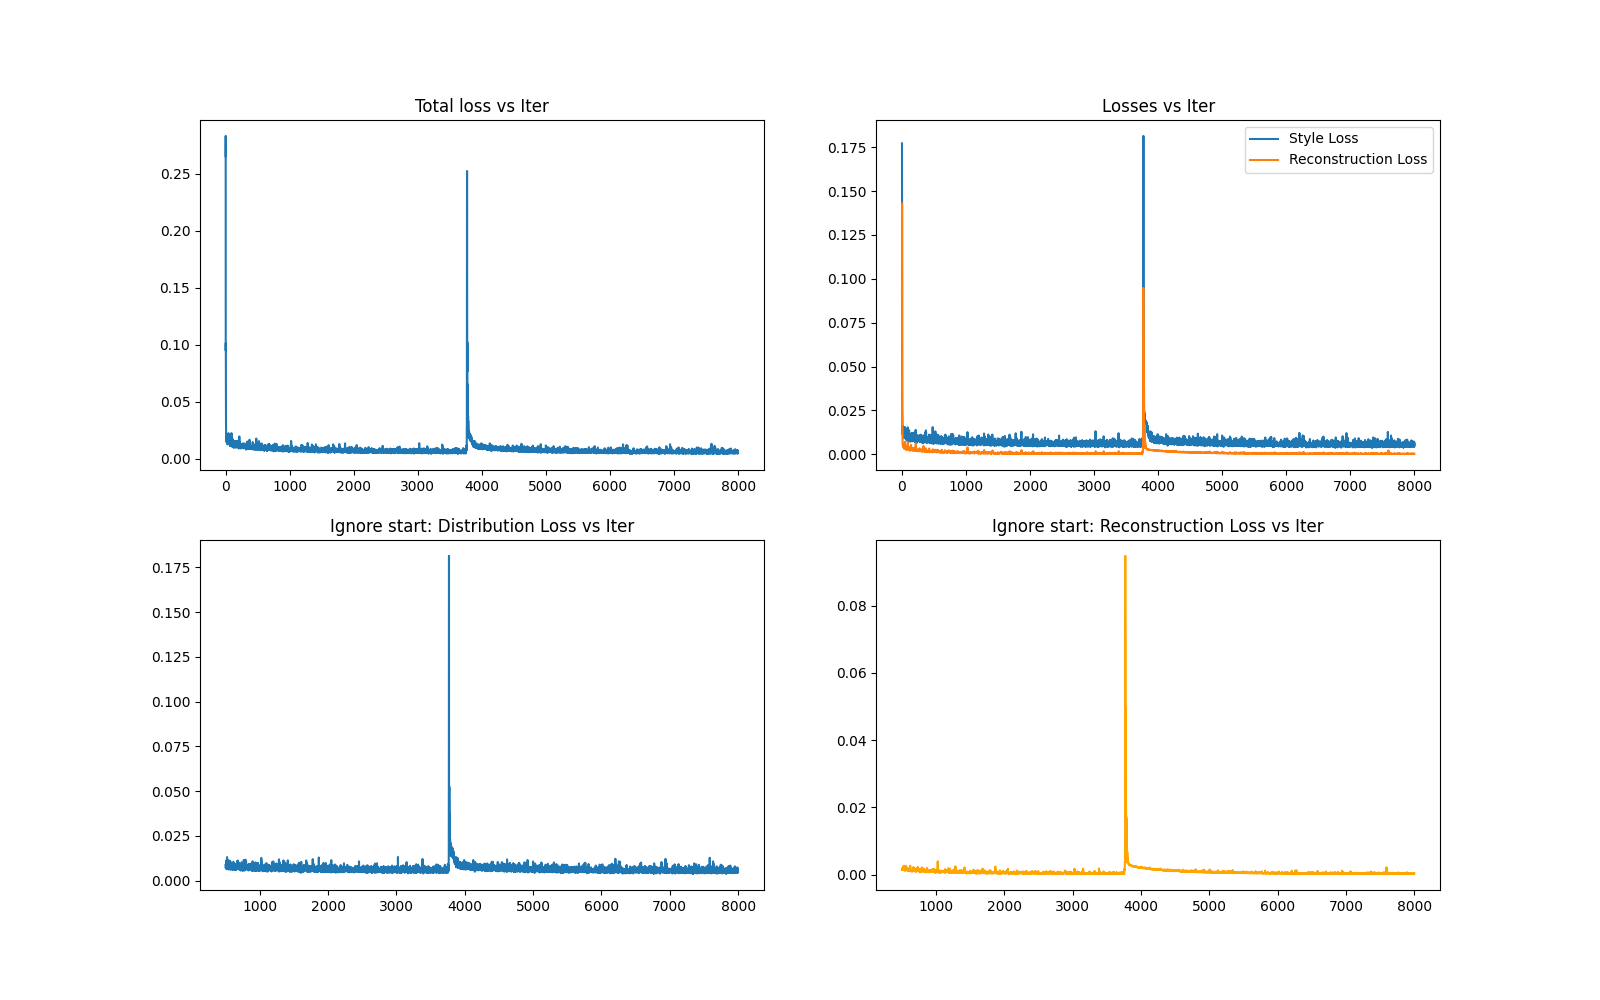 Total loss vs Iter
0.25
0.20
0.15
0.10
0.05
0.00
0 1000 2000 3000 4000 5000 6000 7000 8000
Losses vs Iter
Style Loss
Reconstruction Loss
0.175
0.150
0.125
0.100
0.075
0.050
0.025
0.000
0 1000 2000 3000 4000 5000 6000 7000 8000
Ignore start: Distribution Loss vs Iter
0.175
0.150
0.125
0.100
0.075
0.050
0.025
0.000
1000 2000 3000 4000 5000 6000 7000 8000
Ignore start: Reconstruction Loss vs Iter
0.08
0.06
0.04
0.02
0.00
1000 2000 3000 4000 5000 6000 7000 8000